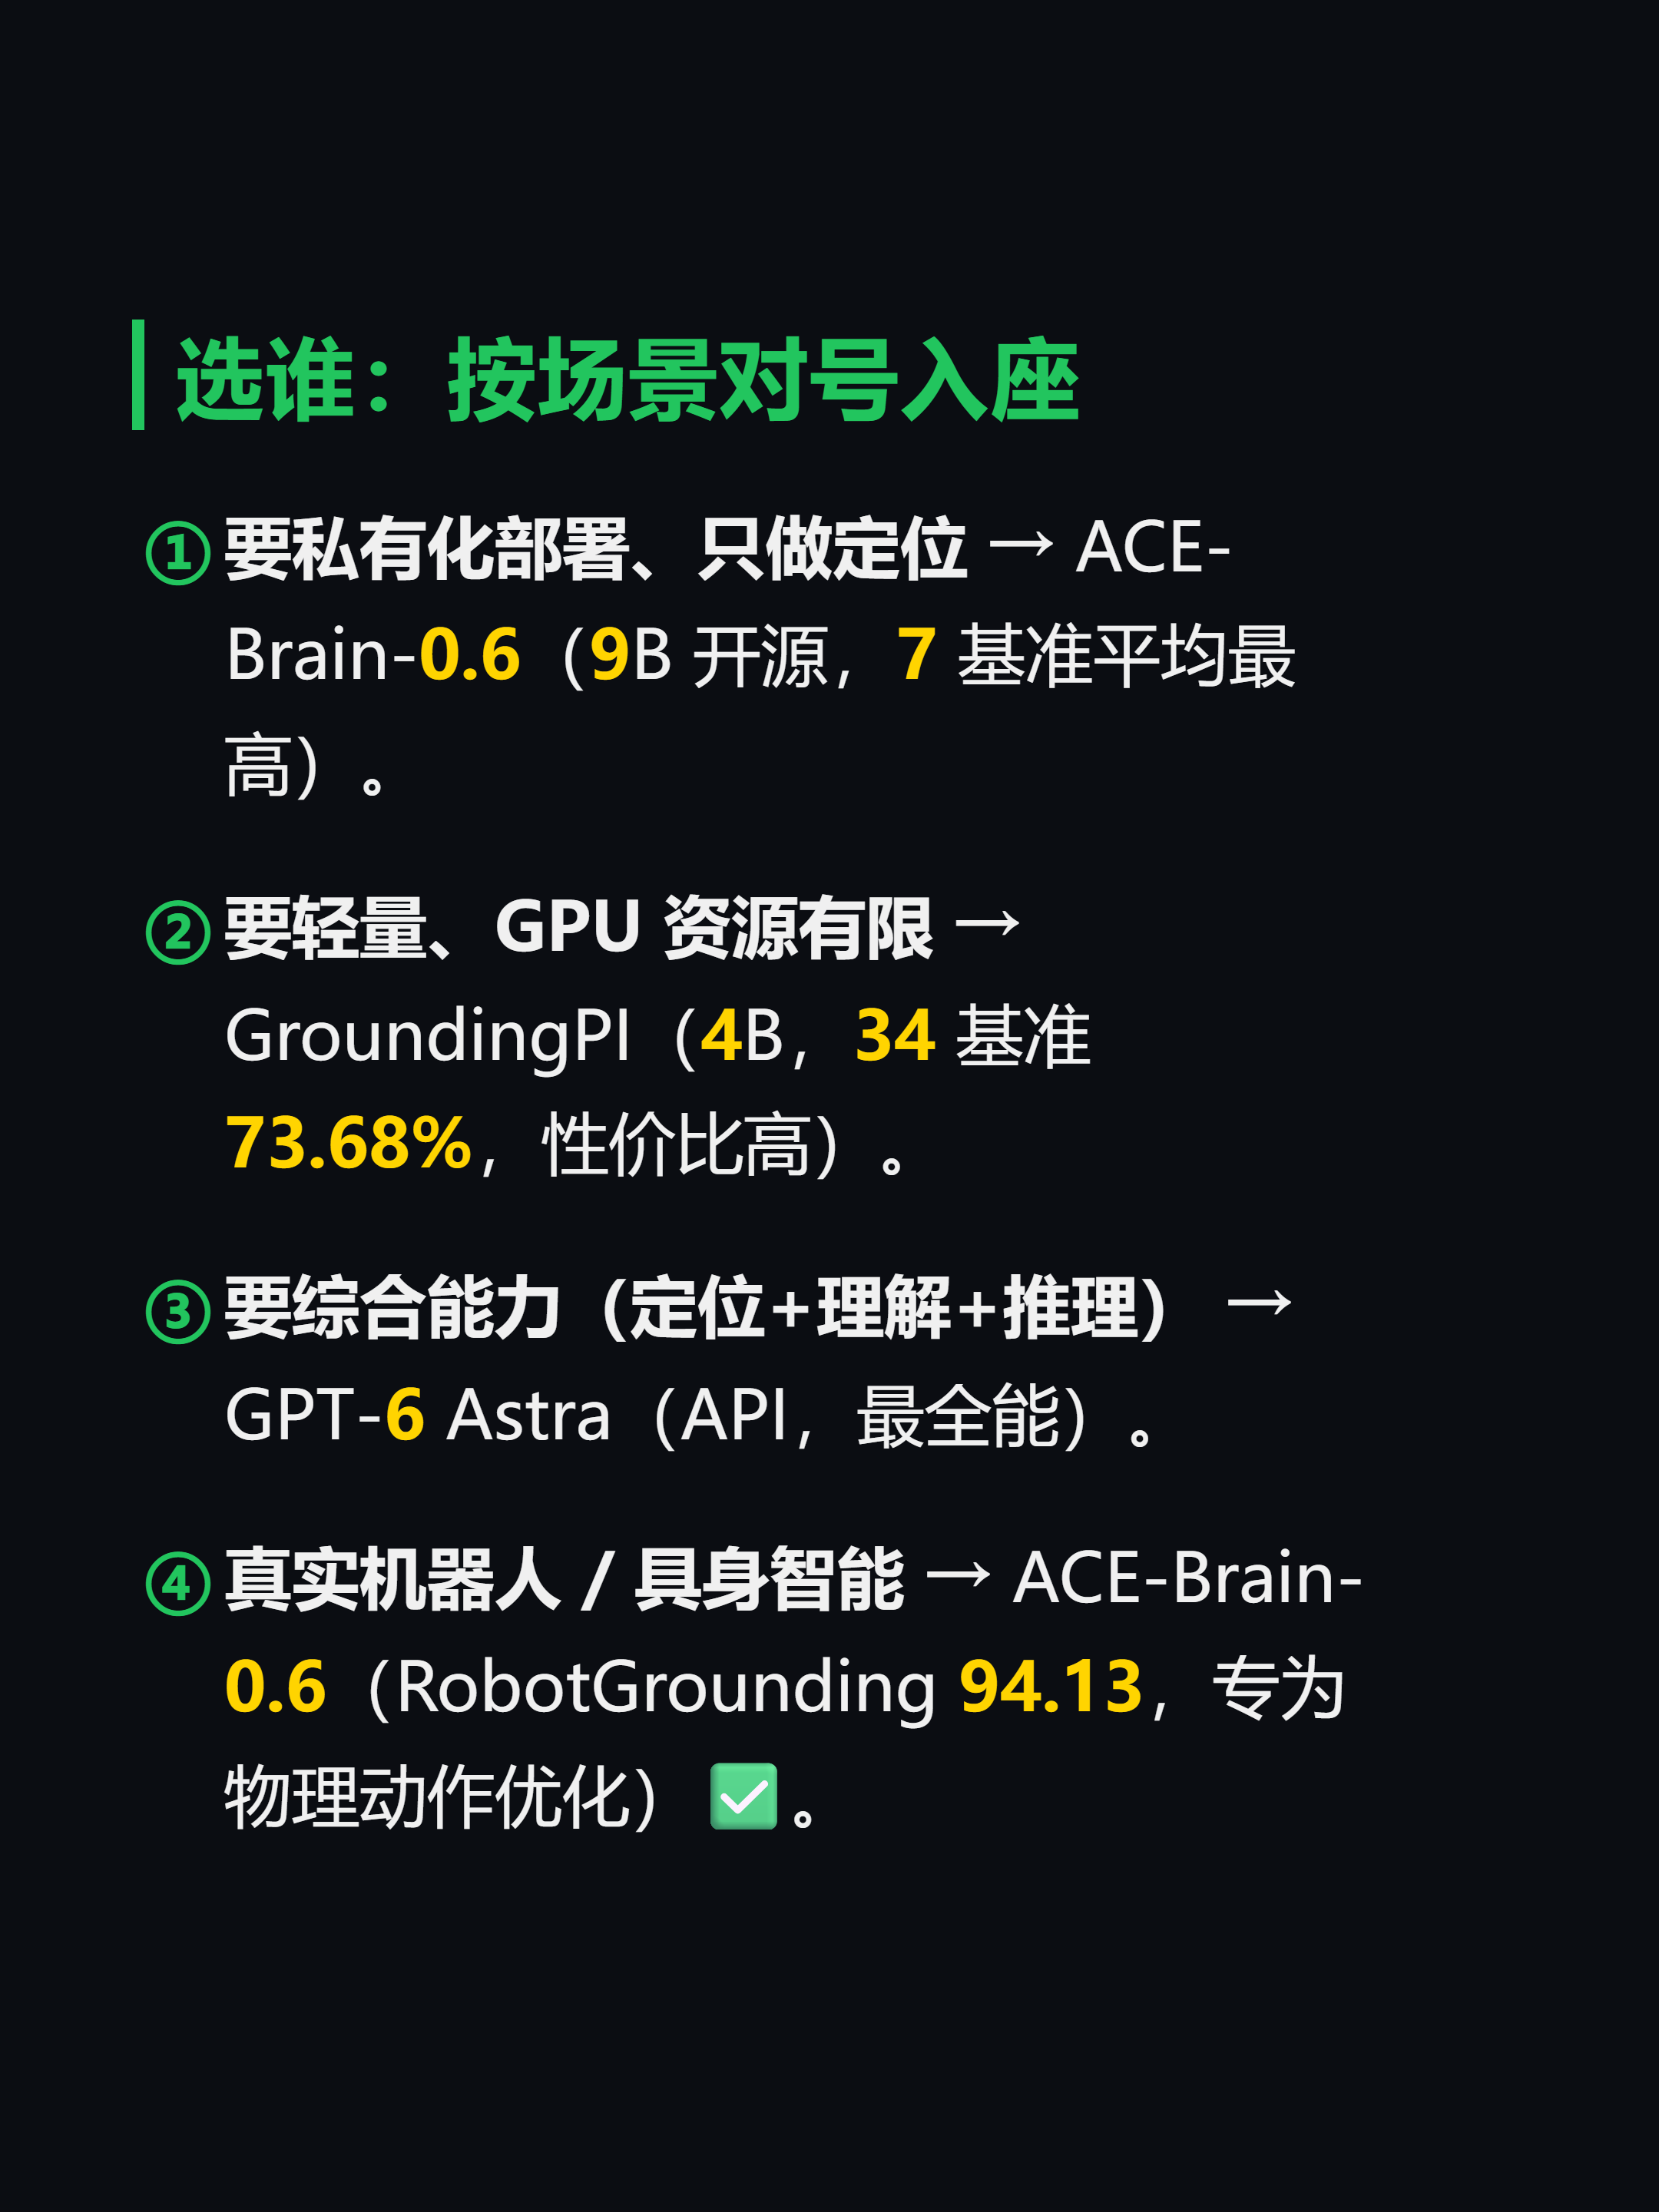 选谁：按场景对号入座
① 要私有化部署、只做定位 → ACE-
Brain-0.6（9B 开源，7 基准平均最
高）。
② 要轻量、GPU 资源有限 →
GroundingPI（4B，34 基准
73.68%，性价比高）。
③ 要综合能力（定位+理解+推理） →
GPT-6 Astra（API，最全能）。
④ 真实机器人 / 具身智能 → ACE-Brain-
0.6（RobotGrounding 94.13，专为
物理动作优化）✅。